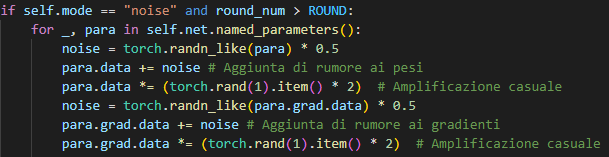 if self.mode == "noise" and round_num > ROUND:
    for _, para in self.net.named_parameters():
        noise = torch.randn_like(para) * 0.5
        para.data += noise # Aggiunta di rumore ai pesi
        para.data *= (torch.rand(1).item() * 2)  # Amplificazione casuale
        noise = torch.randn_like(para.grad.data) * 0.5
        para.grad.data += noise # Aggiunta di rumore ai gradienti
        para.grad.data *= (torch.rand(1).item() * 2)  # Amplificazione casuale